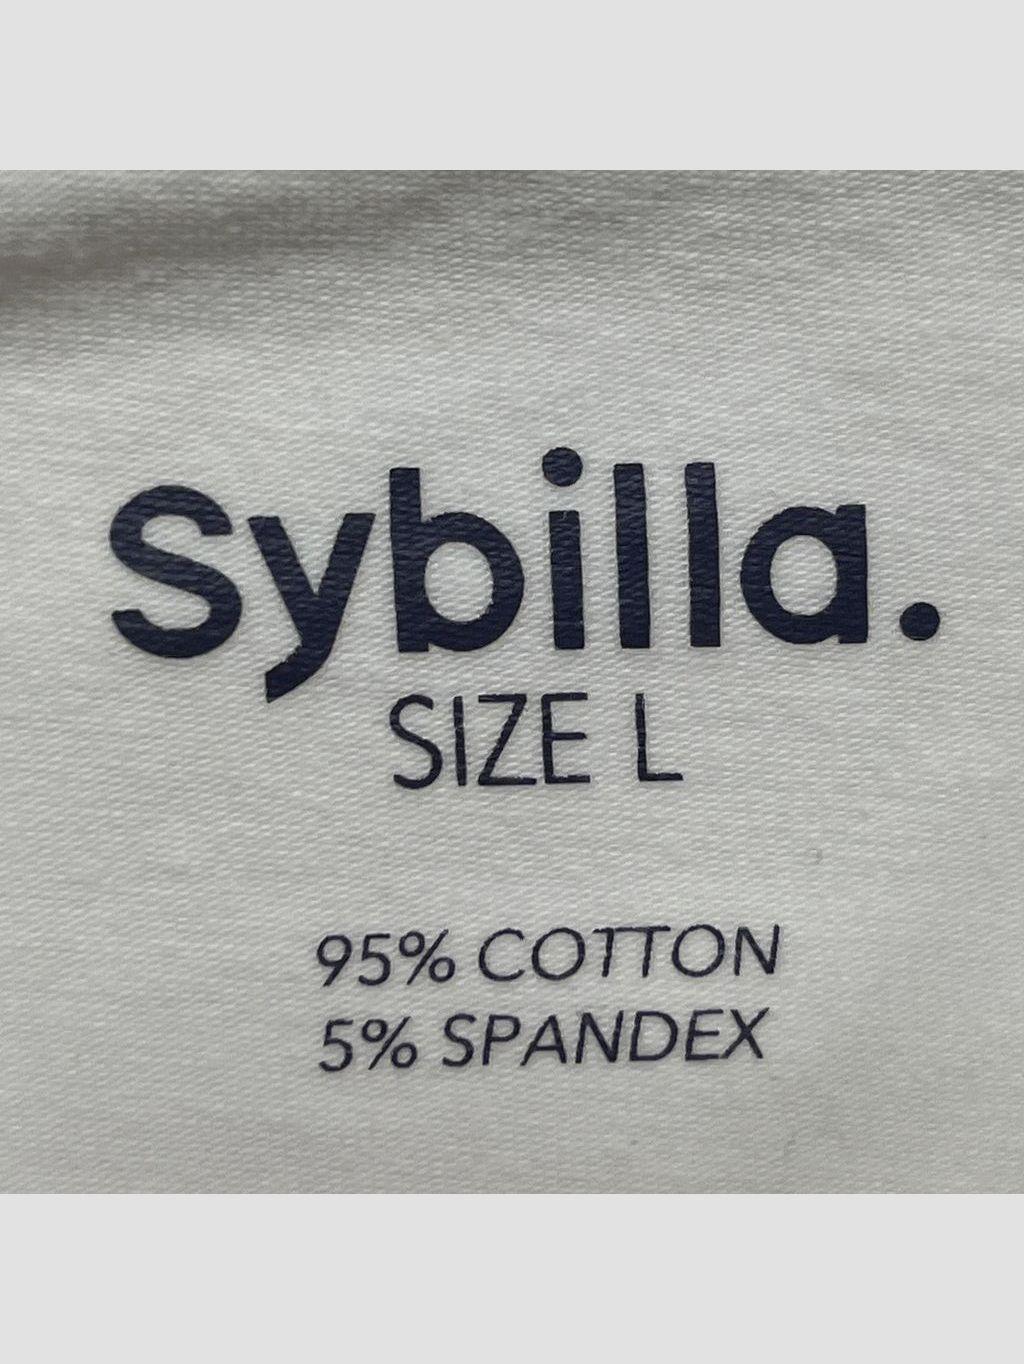 Sybilla.
SIZE L
95% COTTON
5% SPANDEX